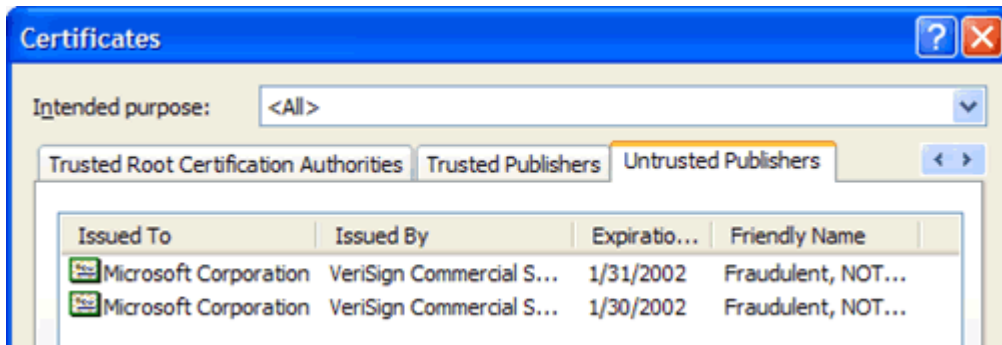 Certificates
Intended purpose: <All>
Trusted Root Certification Authorities Trusted Publishers Untrusted Publishers
Issued To Issued By Expiratio... Friendly Name
Microsoft Corporation VeriSign Commercial S... 1/31/2002 Fraudulent, NOT...
Microsoft Corporation VeriSign Commercial S... 1/30/2002 Fraudulent, NOT...